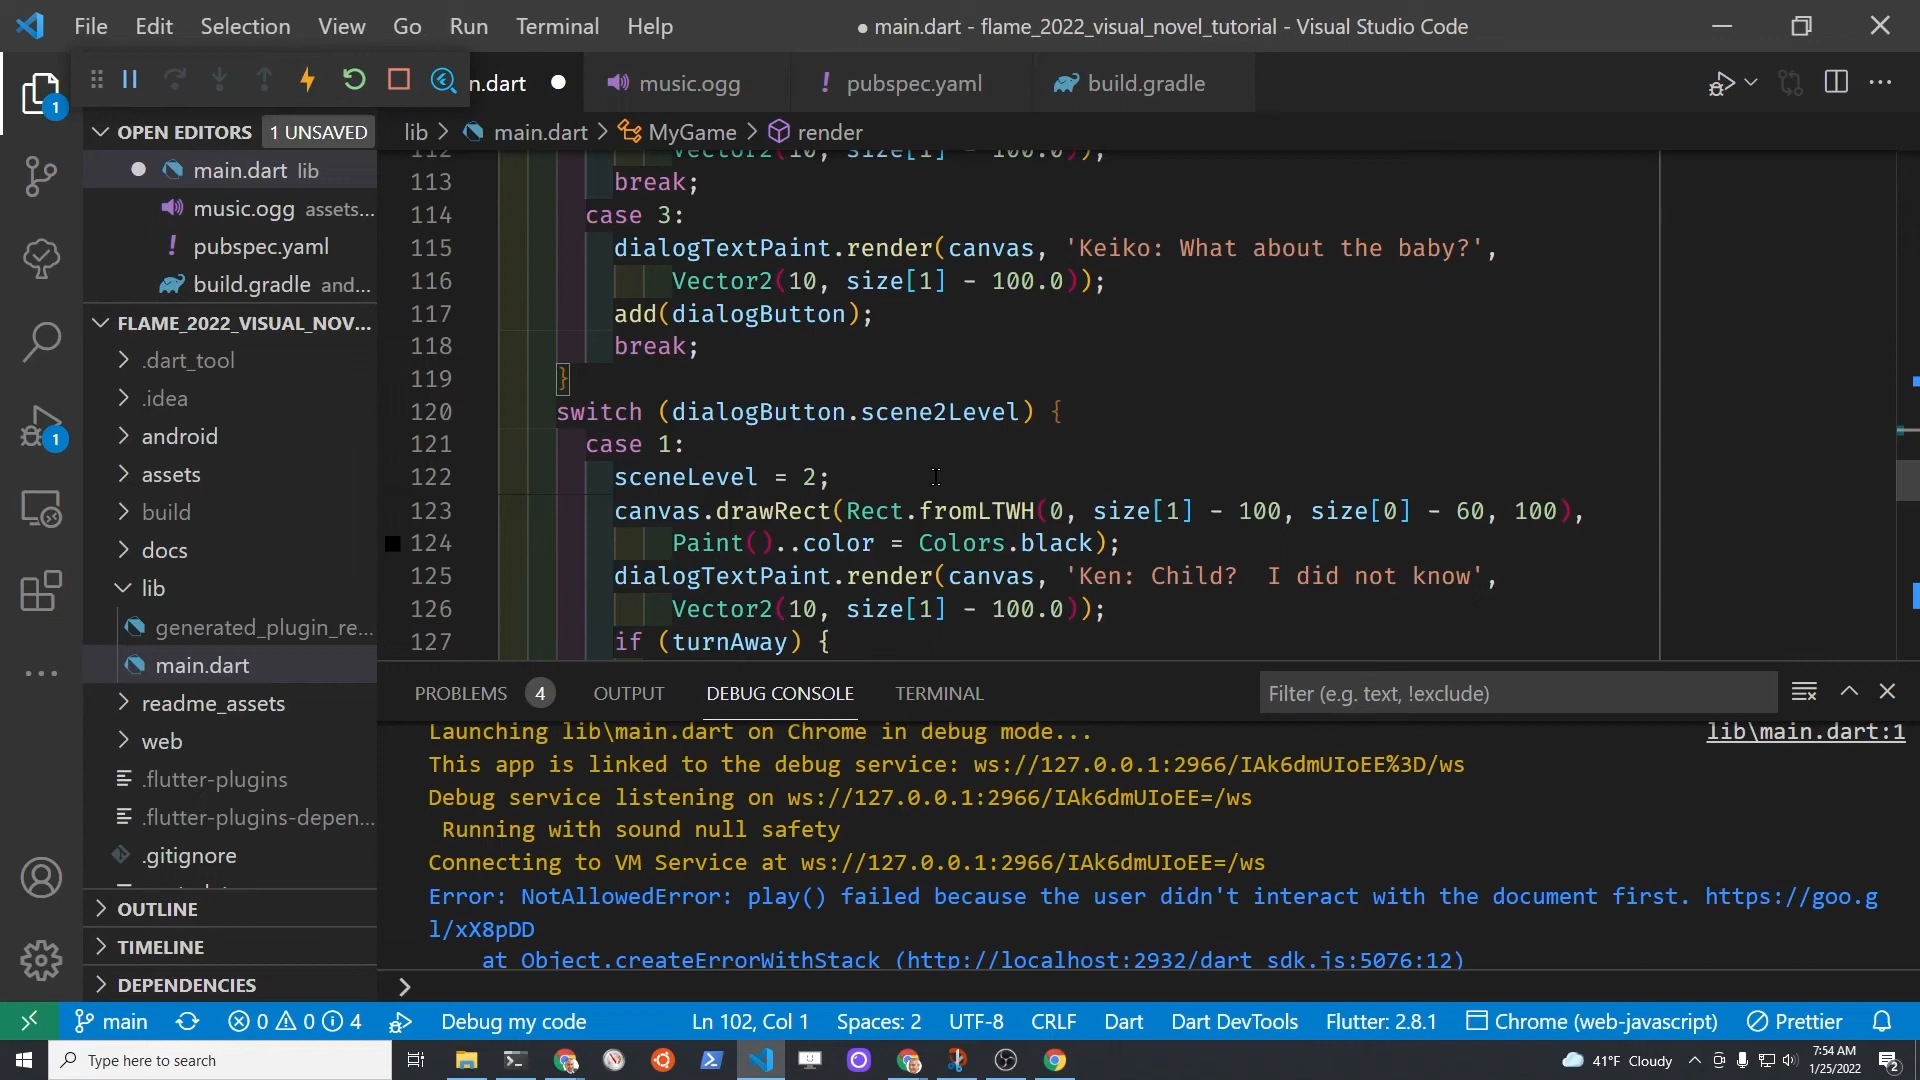 File Edit Selection View Go Run Terminal Help
● main.dart - flame_2022_visual_novel_tutorial - Visual Studio Code
n.dart music.ogg ! pubspec.yaml build.gradle
OPEN EDITORS 1 UNSAVED
lib > main.dart > MyGame > render
main.dart lib
music.ogg assets...
! pubspec.yaml
build.gradle and...
FLAME_2022_VISUAL_NOV...
.dart_tool
.idea
android
assets
build
docs
lib
generated_plugin_re...
main.dart
readme_assets
web
.flutter-plugins
.flutter-plugins-depen...
.gitignore
OUTLINE
TIMELINE
DEPENDENCIES
1
1
112 Vector2(10, size[1] - 100.0));
113 break;
114 case 3:
115 dialogTextPaint.render(canvas, 'Keiko: What about the baby?',
116 Vector2(10, size[1] - 100.0));
117 add(dialogButton);
118 break;
119 }
120 switch (dialogButton.scene2Level) {
121 case 1:
122 sceneLevel = 2;
123 canvas.drawRect(Rect.fromLTWH(0, size[1] - 100, size[0] - 60, 100),
124 Paint()..color = Colors.black);
125 dialogTextPaint.render(canvas, 'Ken: Child?  I did not know',
126 Vector2(10, size[1] - 100.0));
127 if (turnAway) {
PROBLEMS 4 OUTPUT DEBUG CONSOLE TERMINAL Filter (e.g. text, !exclude)
Launching lib\main.dart on Chrome in debug mode... lib\main.dart:1
This app is linked to the debug service: ws://127.0.0.1:2966/IAk6dmUIoEE%3D/ws
Debug service listening on ws://127.0.0.1:2966/IAk6dmUIoEE=/ws
Running with sound null safety
Connecting to VM Service at ws://127.0.0.1:2966/IAk6dmUIoEE=/ws
Error: NotAllowedError: play() failed because the user didn't interact with the document first. https://goo.g
l/xX8pDD
at Object.createErrorWithStack (http://localhost:2932/dart_sdk.js:5076:12)
main 0 0 4 Debug my code Ln 102, Col 1 Spaces: 2 UTF-8 CRLF Dart Dart DevTools Flutter: 2.8.1 Chrome (web-javascript) Prettier
Type here to search
41°F Cloudy
7:54 AM
1/25/2022
2